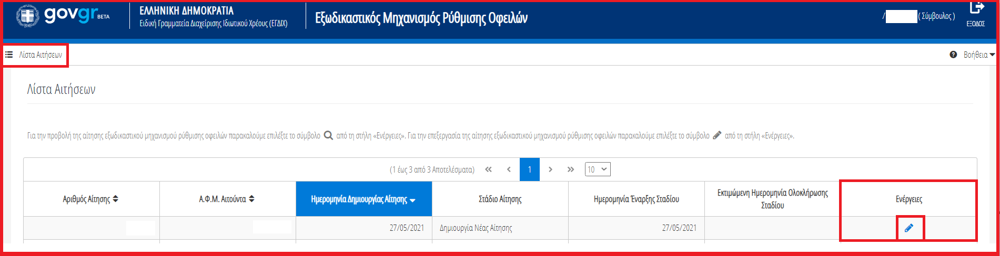 govgr BETA
ΕΛΛΗΝΙΚΗ ΔΗΜΟΚΡΑΤΙΑ
Ειδική Γραμματεία Διαχείρισης Ιδιωτικού Χρέους (ΕΓΔΙΧ)
Εξωδικαστικός Μηχανισμός Ρύθμισης Οφειλών
/ ( Σύμβουλος )
ΕΞΟΔΟΣ
Λίστα Αιτήσεων
Βοήθεια
Λίστα Αιτήσεων
Για την προβολή της αίτησης εξωδικαστικού μηχανισμού ρύθμισης οφειλών παρακαλούμε επιλέξτε το σύμβολο από τη στήλη «Ενέργειες». Για την επεξεργασία της αίτησης εξωδικαστικού μηχανισμού ρύθμισης οφειλών παρακαλούμε επιλέξτε το σύμβολο από τη στήλη «Ενέργειες».
(1 έως 3 από 3 Αποτελέσματα) « ‹ 1 › » 10
Αριθμός Αίτησης
Α.Φ.Μ. Αιτούντα
Ημερομηνία Δημιουργίας Αίτησης
Στάδιο Αίτησης
Ημερομηνία Έναρξης Σταδίου
Εκτιμώμενη Ημερομηνία Ολοκλήρωσης
Σταδίου
Ενέργειες
27/05/2021
Δημιουργία Νέας Αίτησης
27/05/2021